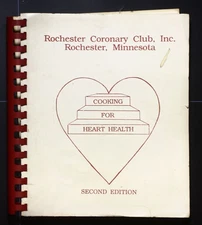 Rochester Coronary Club, Inc.
Rochester, Minnesota
COOKING
FOR
HEART HEALTH
SECOND EDITION